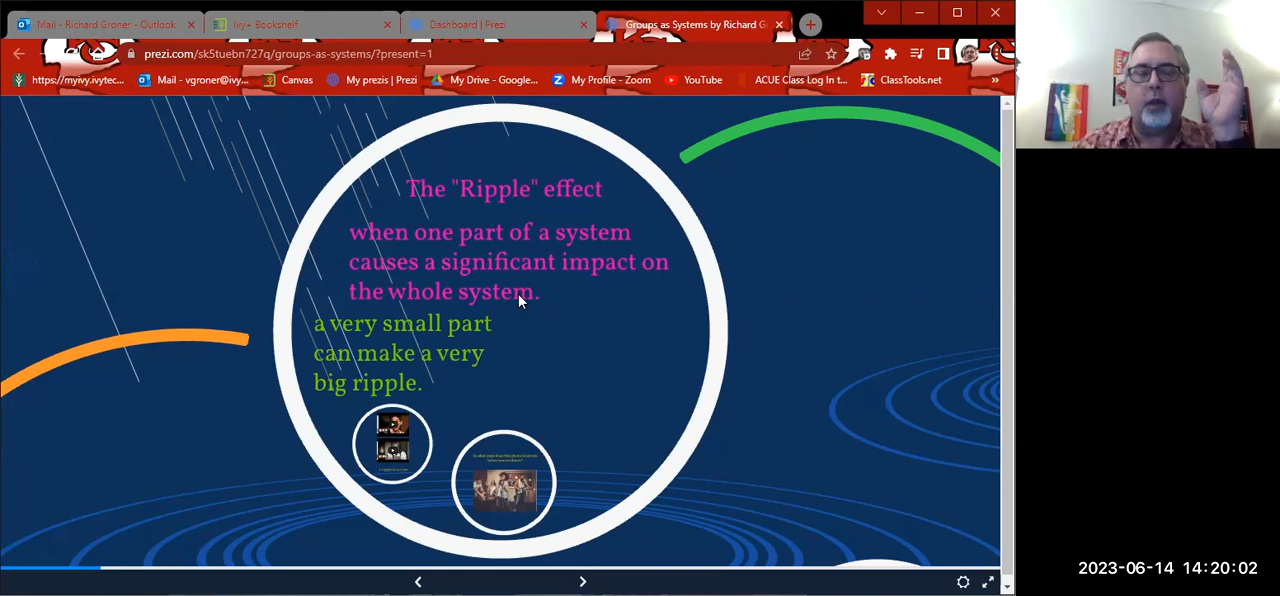 Mail - Richard Groner - Outlook
Ivy+ Bookshelf
Dashboard | Prezi
Groups as Systems by Richard G
prezi.com/sk5tuebn727q/groups-as-systems/?present=1
https://myivy.ivytec...
Mail - vgroner@ivy...
Canvas
My prezis | Prezi
My Drive - Google...
My Profile - Zoom
YouTube
ACUE Class Log In t...
ClassTools.net
The "Ripple" effect
when one part of a system
causes a significant impact on
the whole system.
a very small part
can make a very
big ripple.
2023-06-14 14:20:02